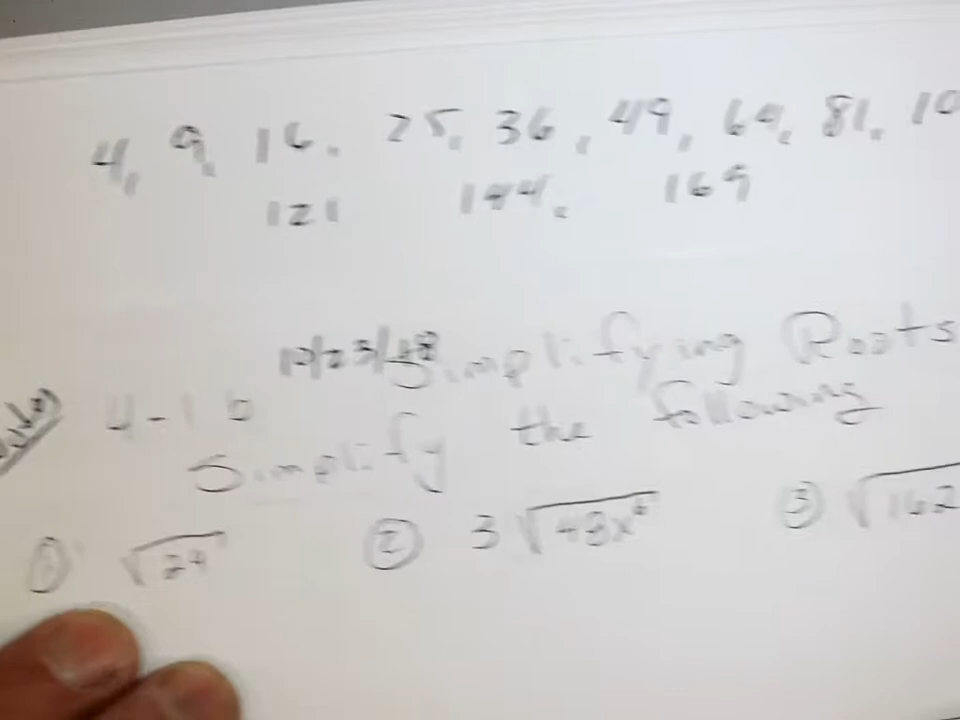 4, 9, 16, 25, 36, 49, 64, 81, 10
121 144, 169
Simplifying Roots
4-1 b
Simplify the following
① √24 ② 3√48x⁶ ③ √162